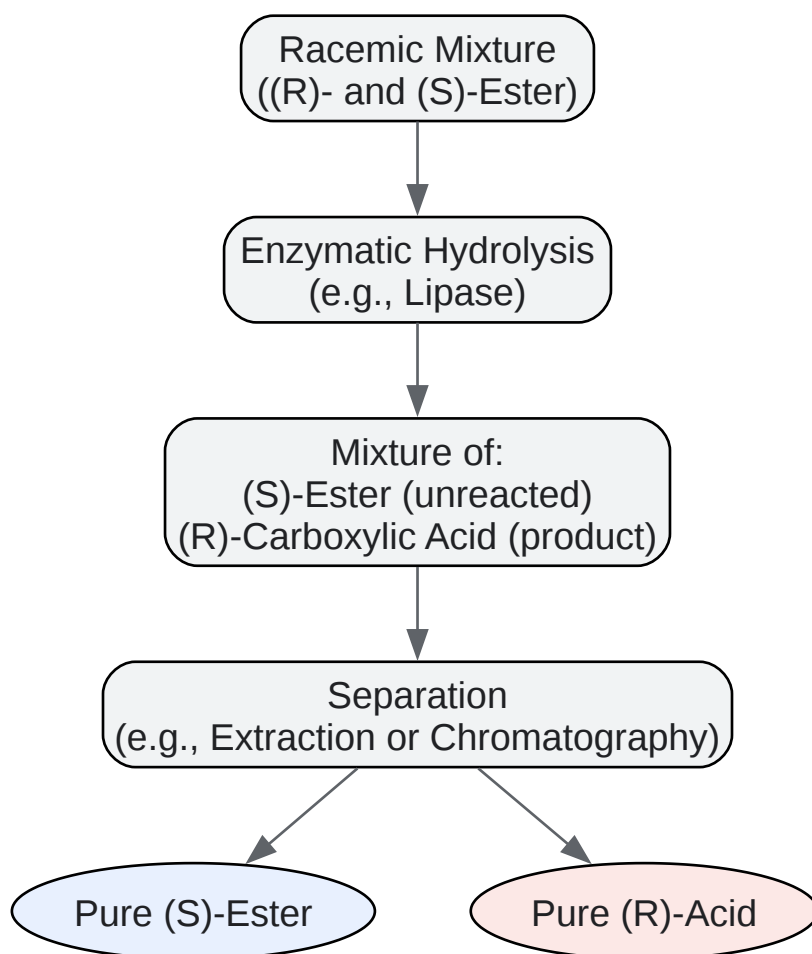 Racemic Mixture
((R)- and (S)-Ester)
Enzymatic Hydrolysis
(e.g., Lipase)
Mixture of:
(S)-Ester (unreacted)
(R)-Carboxylic Acid (product)
Separation
(e.g., Extraction or Chromatography)
Pure (S)-Ester
Pure (R)-Acid